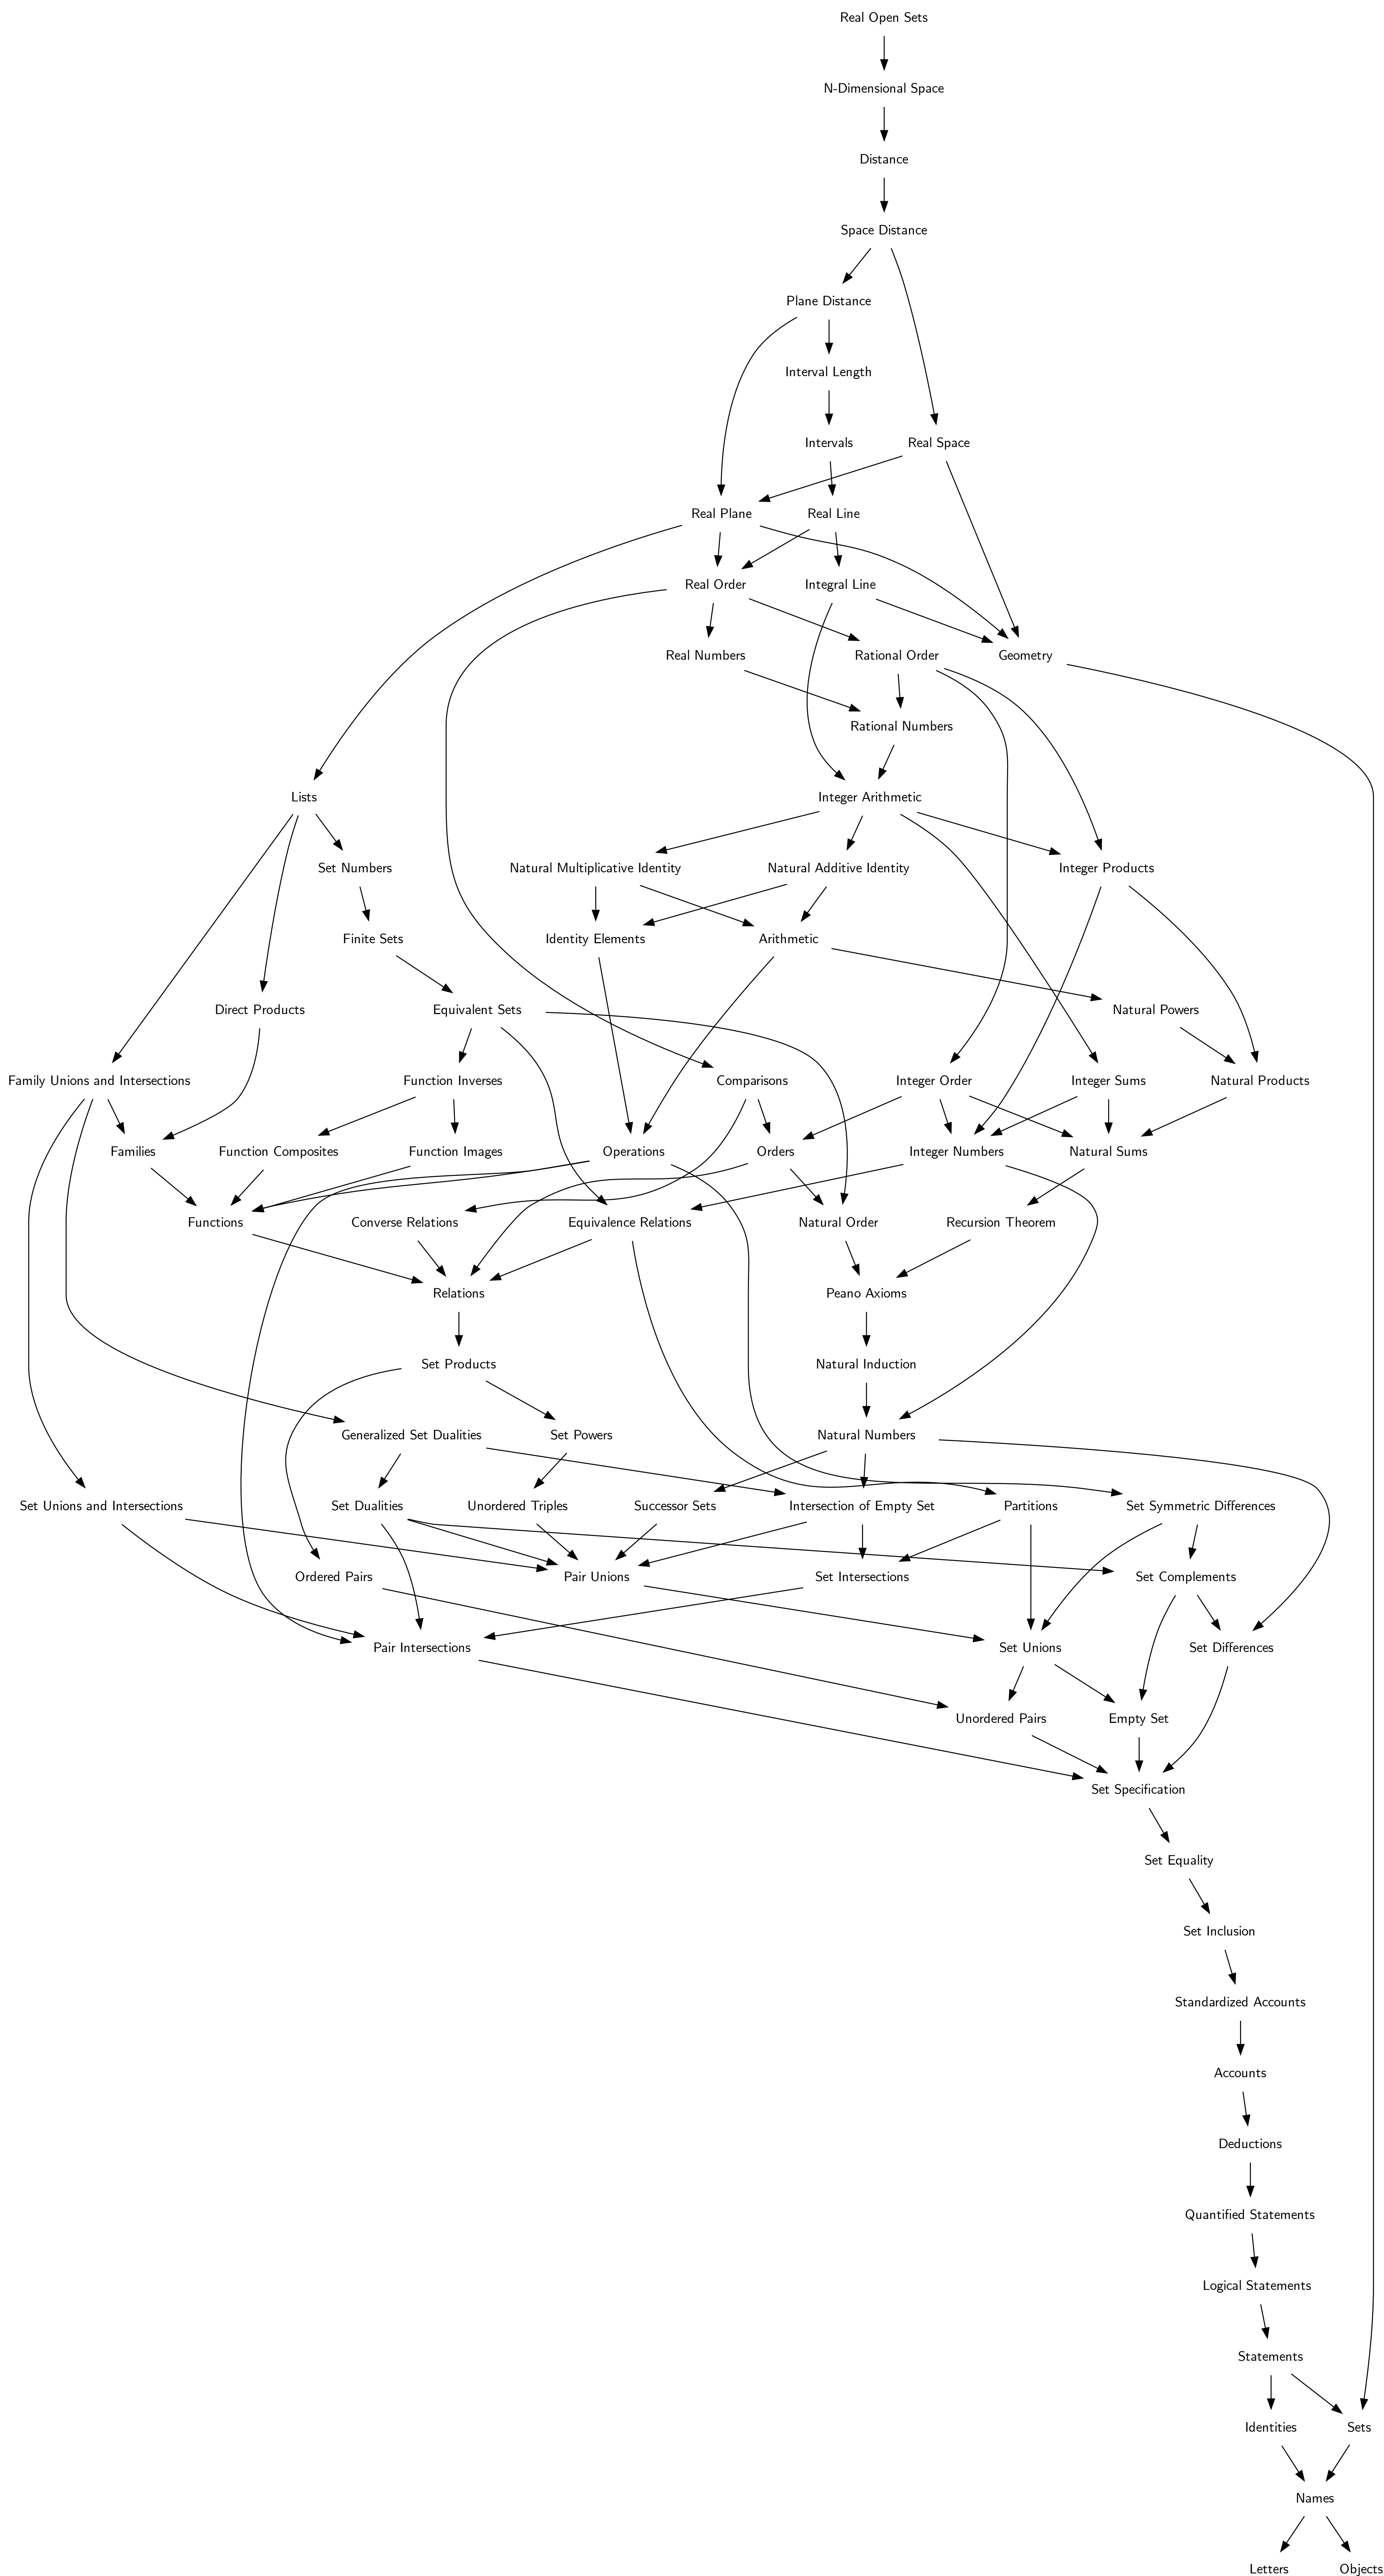 Real Open Sets
N-Dimensional Space
Distance
Space Distance
Plane Distance
Interval Length
Intervals
Real Space
Real Plane
Real Line
Real Order
Integral Line
Real Numbers
Rational Order
Geometry
Rational Numbers
Lists
Integer Arithmetic
Set Numbers
Natural Multiplicative Identity
Natural Additive Identity
Integer Products
Finite Sets
Identity Elements
Arithmetic
Direct Products
Equivalent Sets
Natural Powers
Family Unions and Intersections
Function Inverses
Comparisons
Integer Order
Integer Sums
Natural Products
Families
Function Composites
Function Images
Operations
Orders
Integer Numbers
Natural Sums
Functions
Converse Relations
Equivalence Relations
Natural Order
Recursion Theorem
Relations
Peano Axioms
Set Products
Natural Induction
Generalized Set Dualities
Set Powers
Natural Numbers
Set Unions and Intersections
Set Dualities
Unordered Triples
Successor Sets
Intersection of Empty Set
Partitions
Set Symmetric Differences
Ordered Pairs
Pair Unions
Set Intersections
Set Complements
Pair Intersections
Set Unions
Set Differences
Unordered Pairs
Empty Set
Set Specification
Set Equality
Set Inclusion
Standardized Accounts
Accounts
Deductions
Quantified Statements
Logical Statements
Statements
Identities
Sets
Names
Letters
Objects